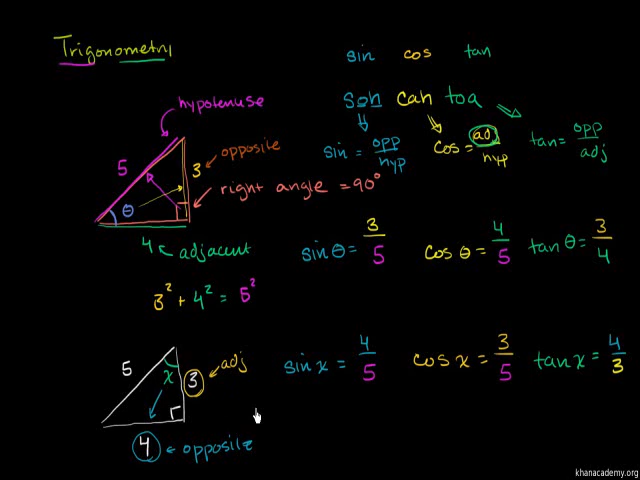 Trigonometry
sin cos tan
hypotenuse
Soh cah toa
sin = opp/hyp cos = adj/hyp tan = opp/adj
5 3 opposite
θ right angle = 90°
4 adjacent
sin θ = 3/5 cos θ = 4/5 tan θ = 3/4
3² + 4² = 5²
5 x 3 adj
sin x = 4/5 cos x = 3/5 tan x = 4/3
4 opposite
khanacademy.org